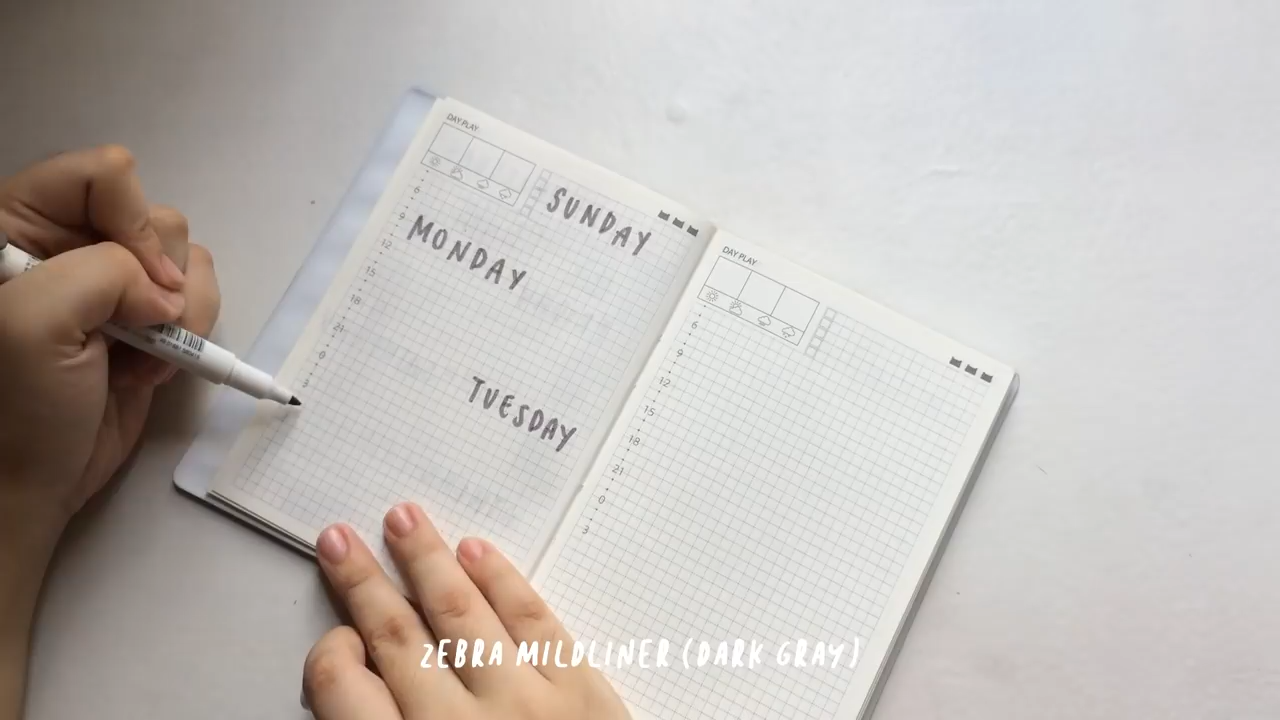 DAY PLAY
SUNDAY
6
9
MONDAY
12
15
18
21
0
3
TUESDAY
DAY PLAY
6
9
12
15
18
21
0
3
ZEBRA MILDLINER (DARK GRAY)